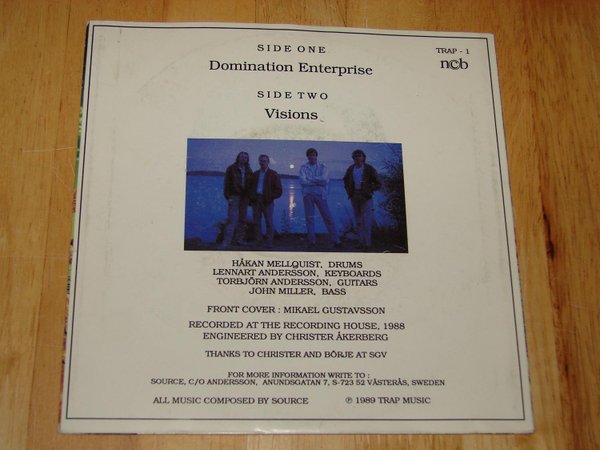 SIDE ONE
TRAP - 1
Domination Enterprise
ncb
SIDE TWO
Visions
HÅKAN MELLQUIST, DRUMS
LENNART ANDERSSON, KEYBOARDS
TORBJÖRN ANDERSSON, GUITARS
JOHN MILLER, BASS
FRONT COVER : MIKAEL GUSTAVSSON
RECORDED AT THE RECORDING HOUSE, 1988
ENGINEERED BY CHRISTER ÅKERBERG
THANKS TO CHRISTER AND BÖRJE AT SGV
FOR MORE INFORMATION WRITE TO :
SOURCE, C/O ANDERSSON, ANUNDSGATAN 7, S-723 52 VÄSTERÅS, SWEDEN
ALL MUSIC COMPOSED BY SOURCE ℗ 1989 TRAP MUSIC